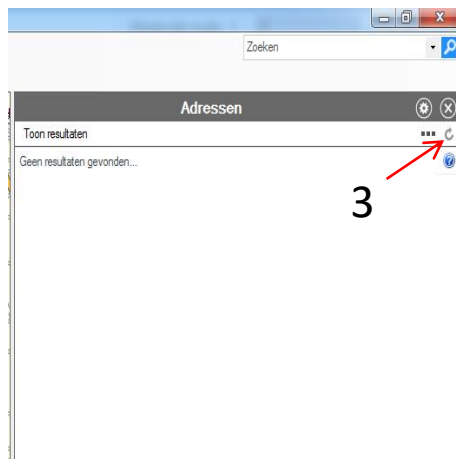 Zoeken
Adressen
Toon resultaten
Geen resultaten gevonden...
3